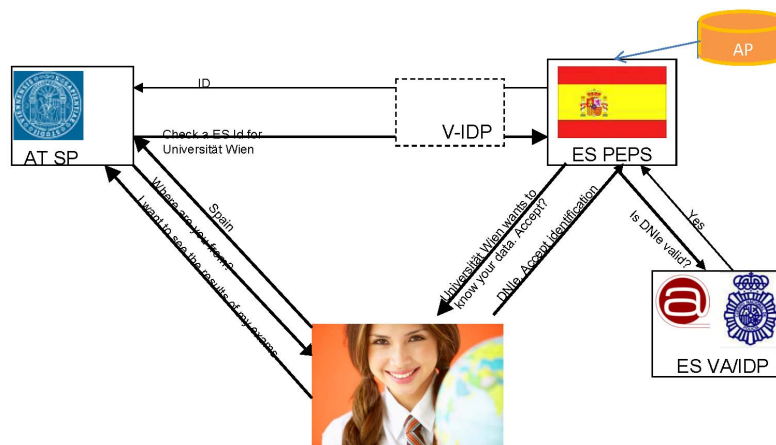 AP
ID
V-IDP
Check a ES Id for
Universität Wien
AT SP
ES PEPS
Spain
Where are you from?
I want to see the results of my exams
Universität Wien wants to
know your data. Accept?
DNIe. Accept identification
Is DNIe valid?
Yes
a
ES VA/IDP